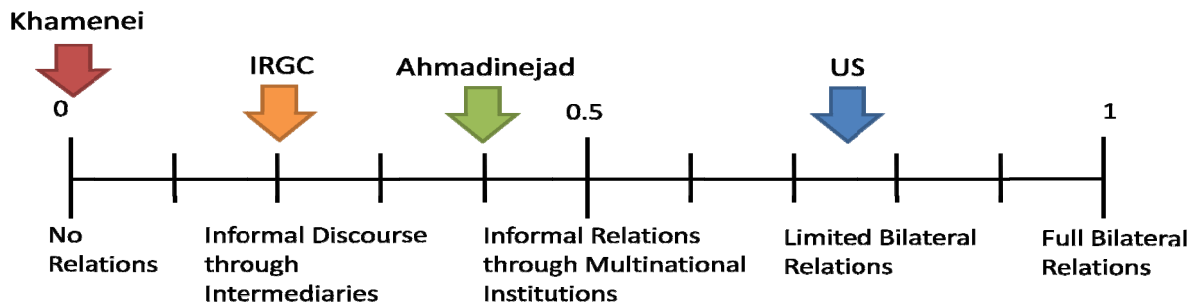 Khamenei
IRGC
Ahmadinejad
US
0
0.5
1
No
Relations
Informal Discourse
through
Intermediaries
Informal Relations
through Multinational
Institutions
Limited Bilateral
Relations
Full Bilateral
Relations